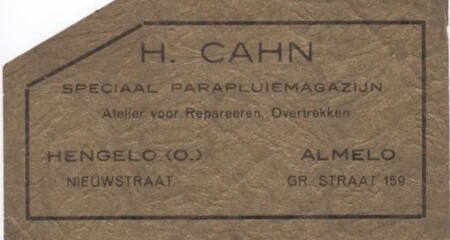 H. CAHN
SPECIAAL PARAPLUIEMAGAZIJN
Atelier voor Repareeren, Overtrekken
HENGELO (O.) ALMELO
NIEUWSTRAAT GR. STRAAT 159